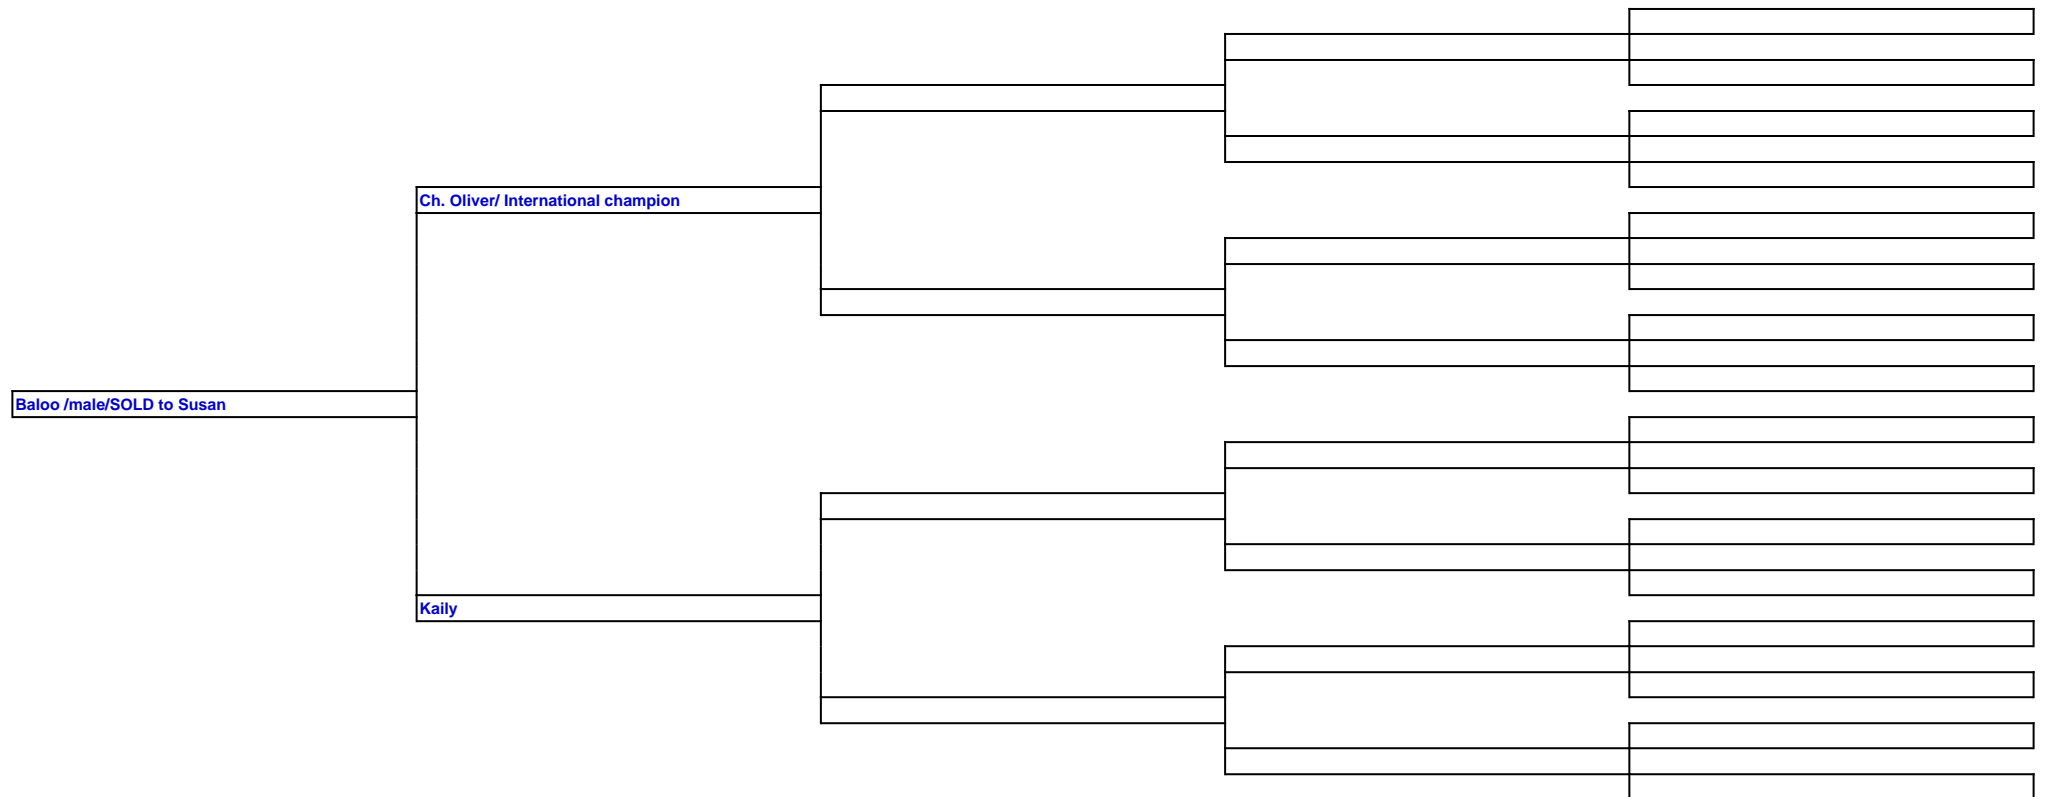 Ch. Oliver/ International champion
Baloo /male/SOLD to Susan
Kaily